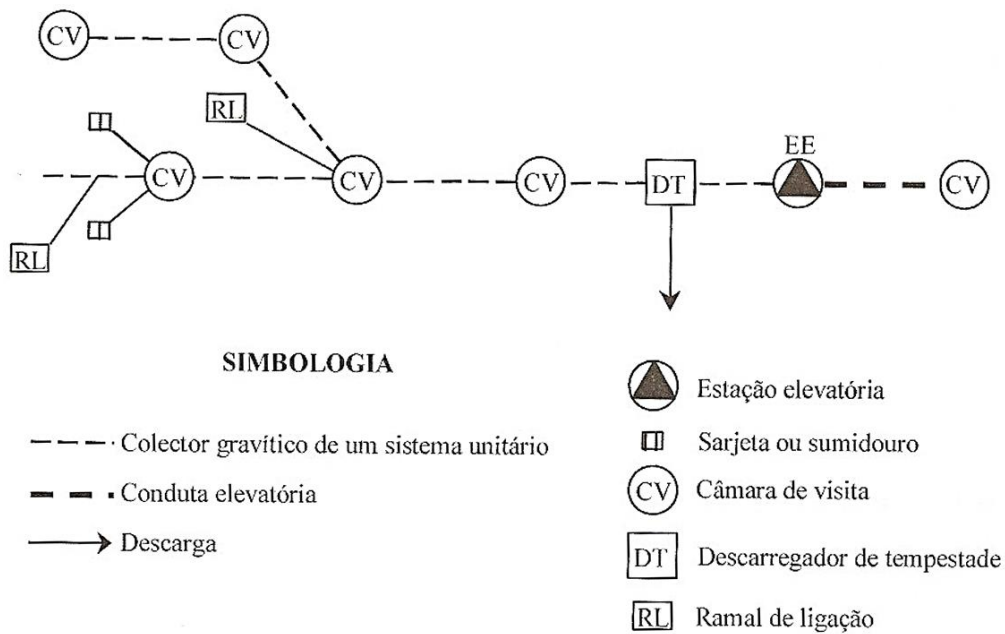 CV
CV
RL
CV
CV
CV
DT
EE
CV
RL
SIMBOLOGIA
Colector gravítico de um sistema unitário
Conduta elevatória
Descarga
Estação elevatória
Sarjeta ou sumidouro
CV Câmara de visita
DT Descarregador de tempestade
RL Ramal de ligação